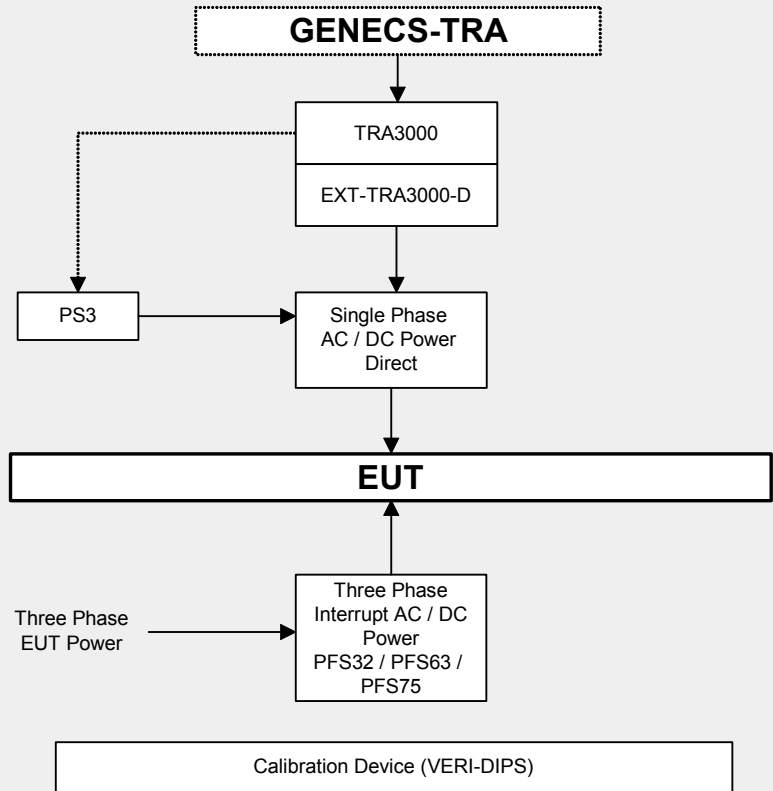 GENECS-TRA
TRA3000
EXT-TRA3000-D
PS3
Single Phase
AC / DC Power
Direct
EUT
Three Phase
EUT Power
Three Phase
Interrupt AC / DC
Power
PFS32 / PFS63 /
PFS75
Calibration Device (VERI-DIPS)